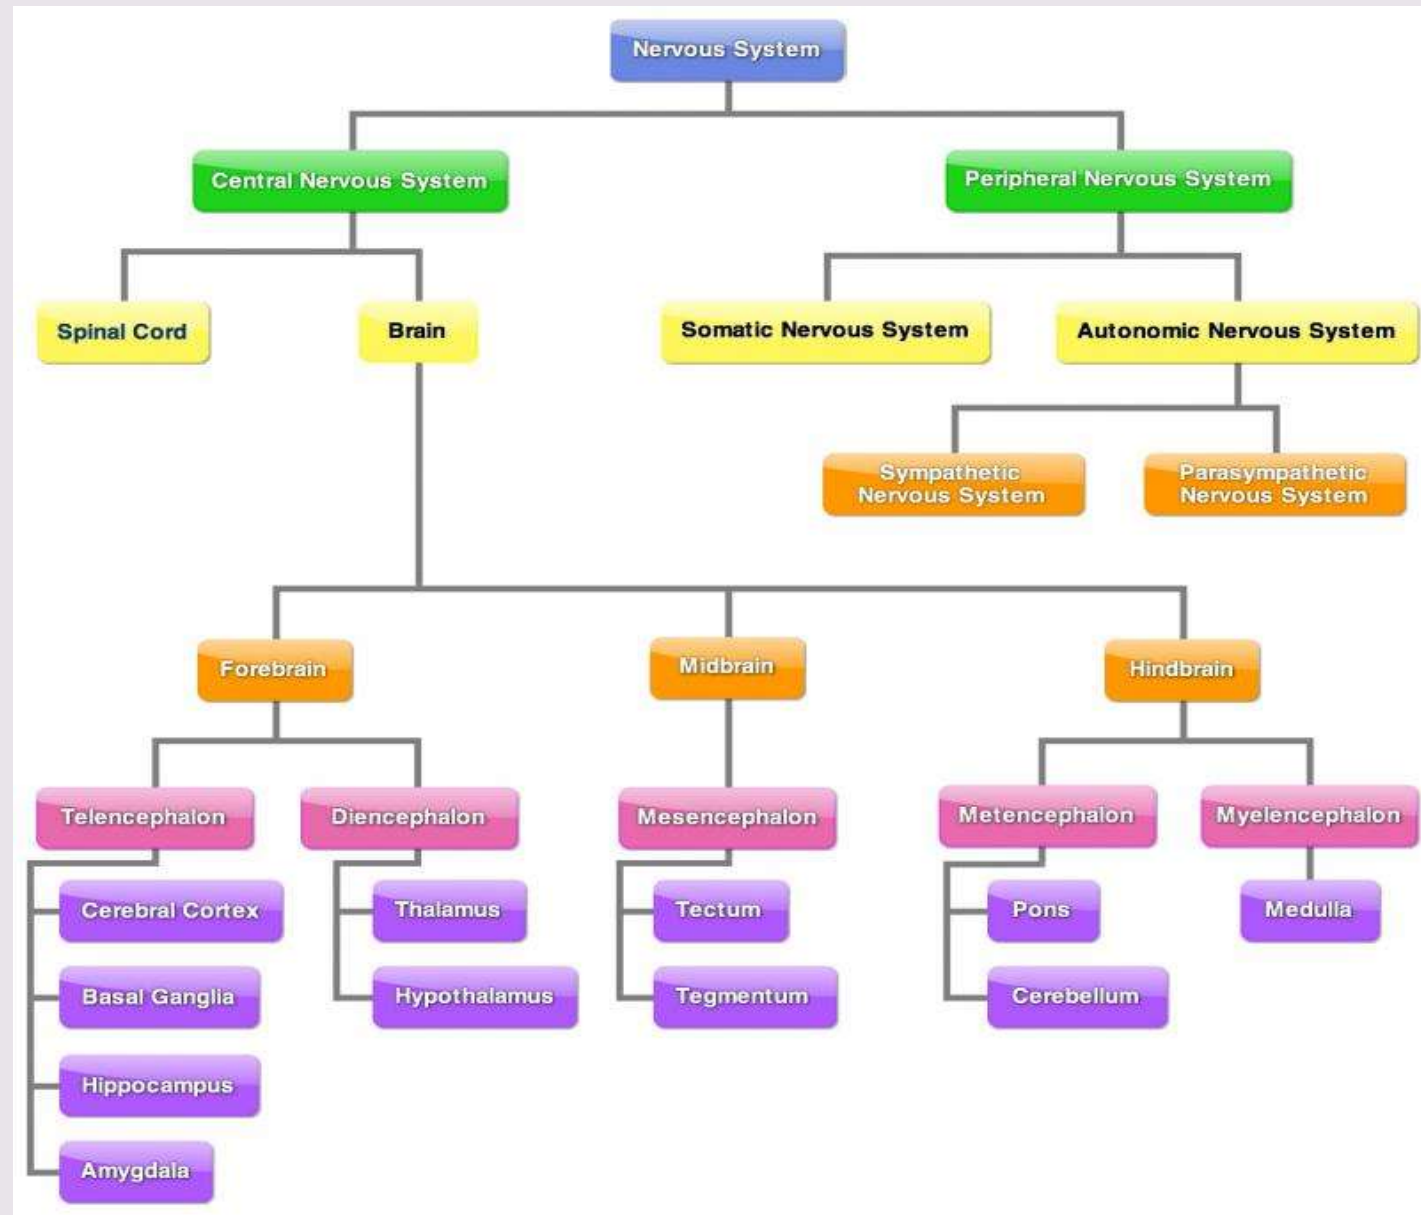 Nervous System
Central Nervous System
Peripheral Nervous System
Spinal Cord
Brain
Somatic Nervous System
Autonomic Nervous System
Sympathetic
Nervous System
Parasympathetic
Nervous System
Forebrain
Midbrain
Hindbrain
Telencephalon
Diencephalon
Mesencephalon
Metencephalon
Myelencephalon
Cerebral Cortex
Thalamus
Tectum
Pons
Medulla
Basal Ganglia
Hypothalamus
Tegmentum
Cerebellum
Hippocampus
Amygdala